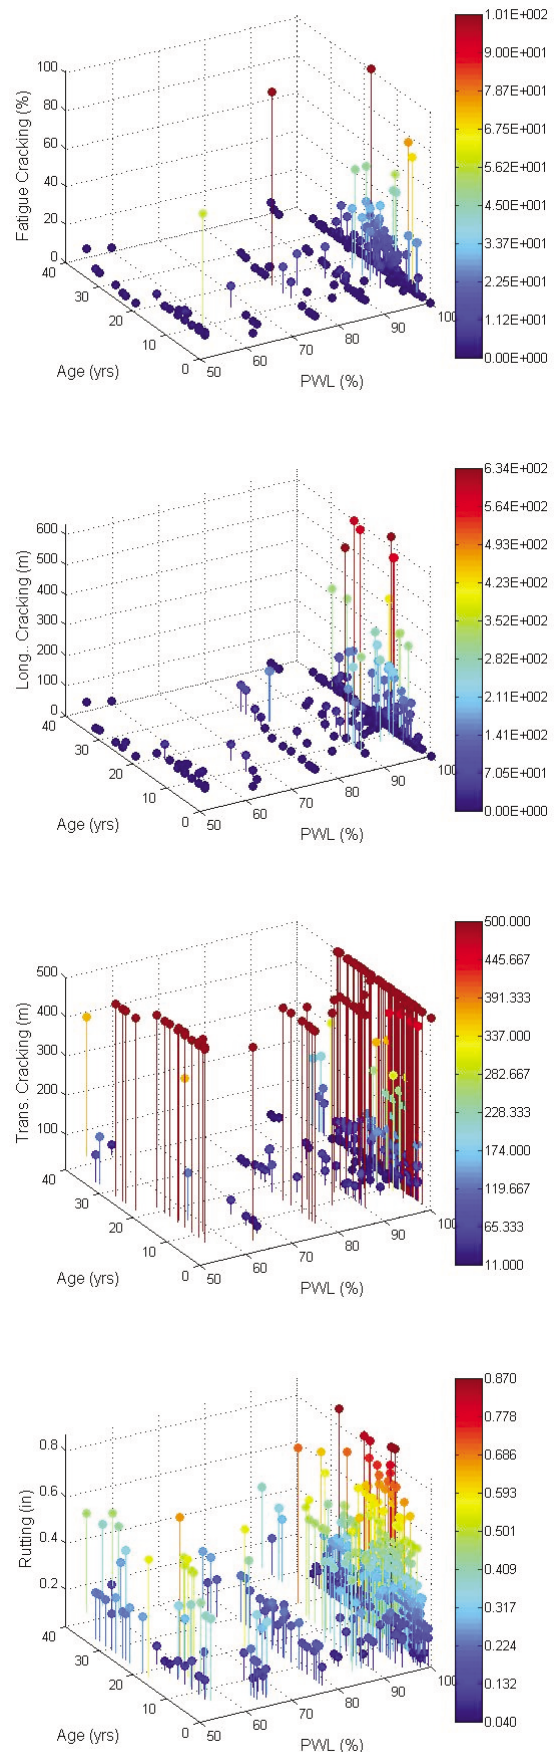 100
80
60
40
20
0
Fatigue Cracking (%)
40
30
20
10
0
Age (yrs)
50
60
70
80
90
100
PWL (%)
1.01E+002
9.00E+001
7.87E+001
6.75E+001
5.62E+001
4.50E+001
3.37E+001
2.25E+001
1.12E+001
0.00E+000
600
500
400
300
200
100
0
Long.. Cracking (m)
40
30
20
10
0
Age (yrs)
50
60
70
80
90
100
PWL (%)
6.34E+002
5.64E+002
4.93E+002
4.23E+002
3.52E+002
2.82E+002
2.11E+002
1.41E+002
7.05E+001
0.00E+000
500
400
300
200
100
Trans. Cracking (m)
40
30
20
10
0
Age (yrs)
50
60
70
80
90
100
PWL (%)
500.000
445.667
391.333
337.000
282.667
228.333
174.000
119.667
65.333
11.000
0.8
0.6
0.4
0.2
Rutting (in)
40
30
20
10
0
Age (yrs)
50
60
70
80
90
100
PWL (%)
0.870
0.778
0.686
0.593
0.501
0.409
0.317
0.224
0.132
0.040